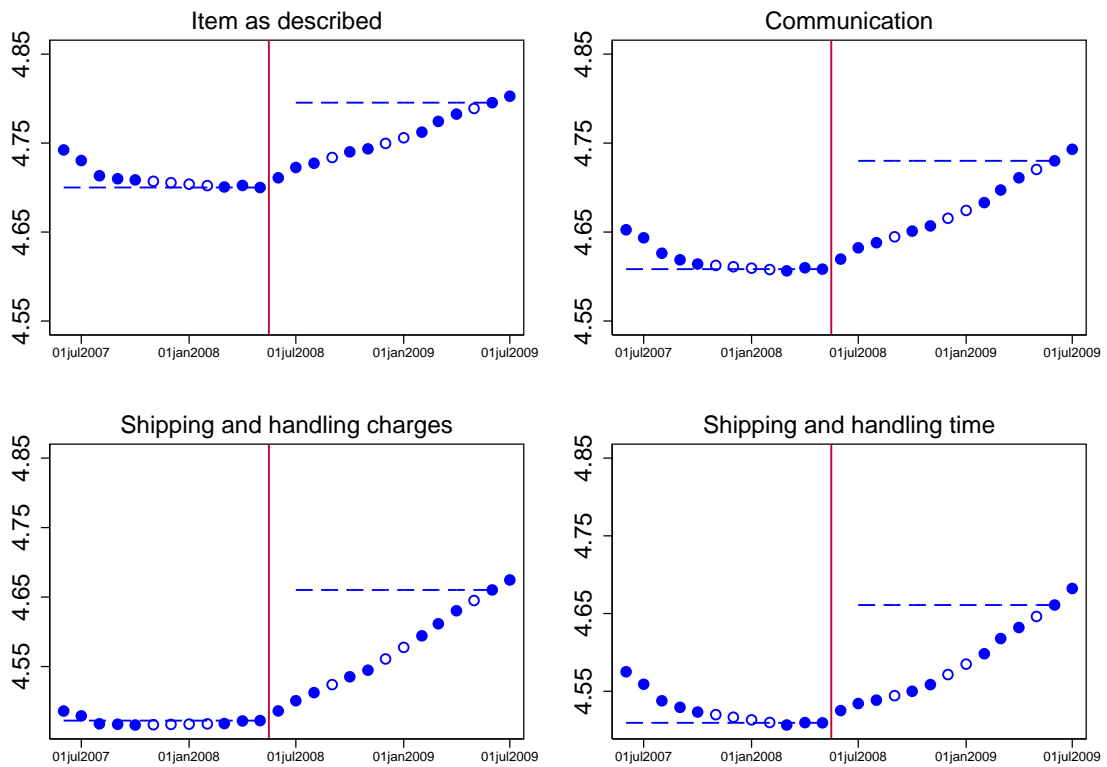 Item as described
4.85
4.75
4.65
4.55
01jul2007 01jan2008 01jul2008 01jan2009 01jul2009
Communication
4.85
4.75
4.65
4.55
01jul2007 01jan2008 01jul2008 01jan2009 01jul2009
Shipping and handling charges
4.85
4.75
4.65
4.55
01jul2007 01jan2008 01jul2008 01jan2009 01jul2009
Shipping and handling time
4.85
4.75
4.65
4.55
01jul2007 01jan2008 01jul2008 01jan2009 01jul2009